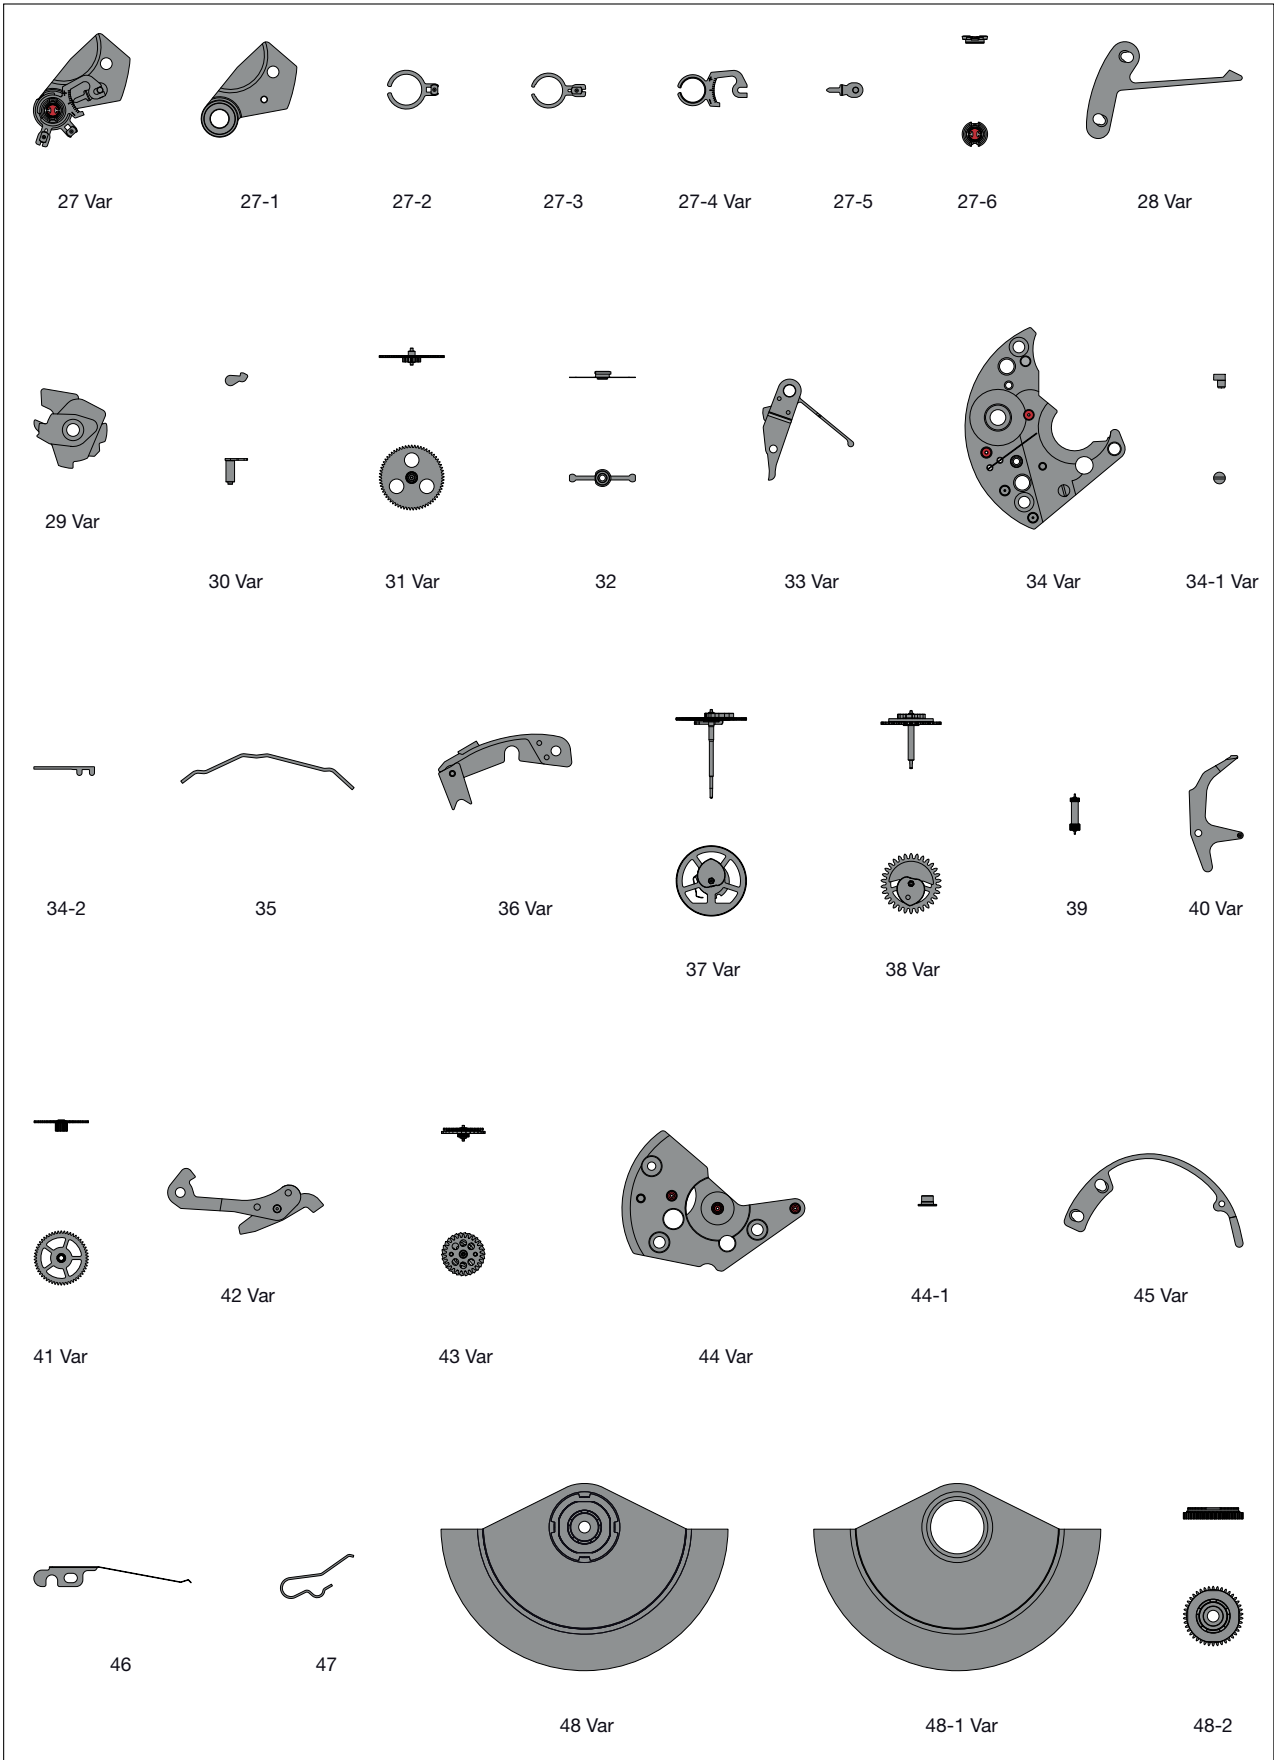 27 Var 27-1 27-2 27-3 27-4 Var 27-5 27-6 28 Var
29 Var
30 Var 31 Var 32 33 Var 34 Var 34-1 Var
34-2 35 36 Var 39 40 Var
37 Var 38 Var
42 Var 44-1 45 Var
41 Var 43 Var 44 Var
46 47
48 Var 48-1 Var 48-2